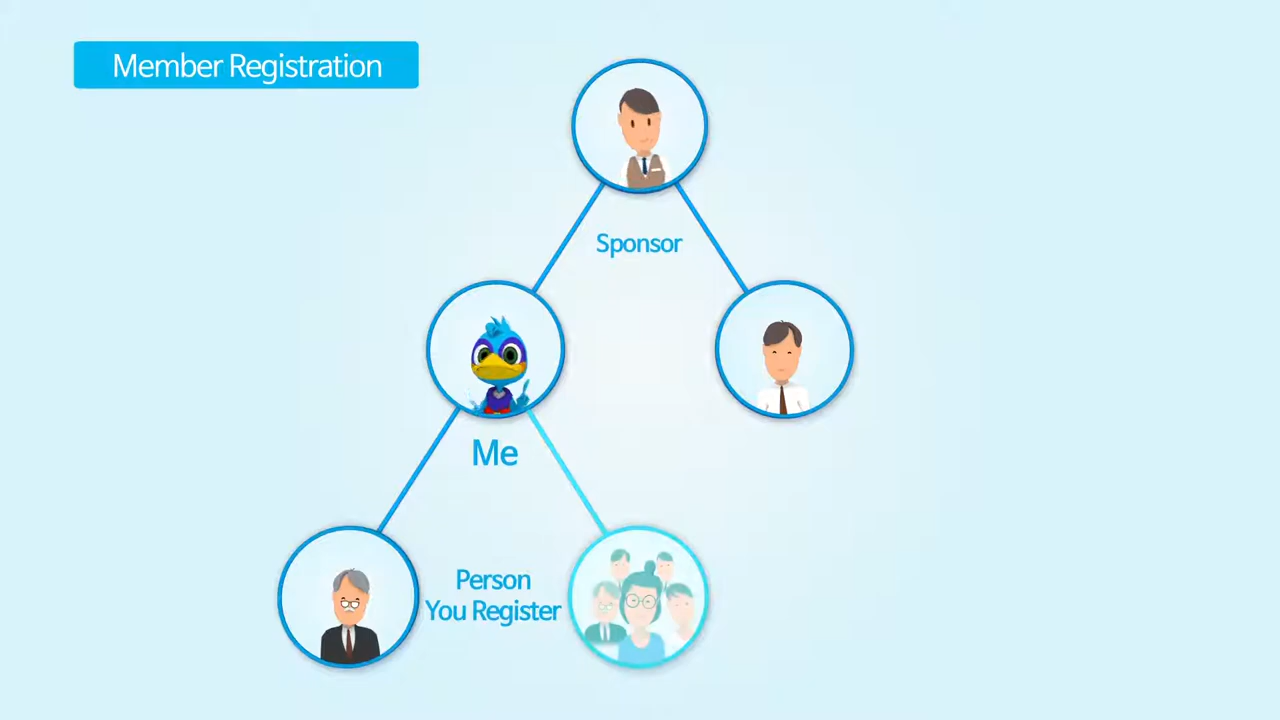 Member Registration
Sponsor
Me
Person
You Register